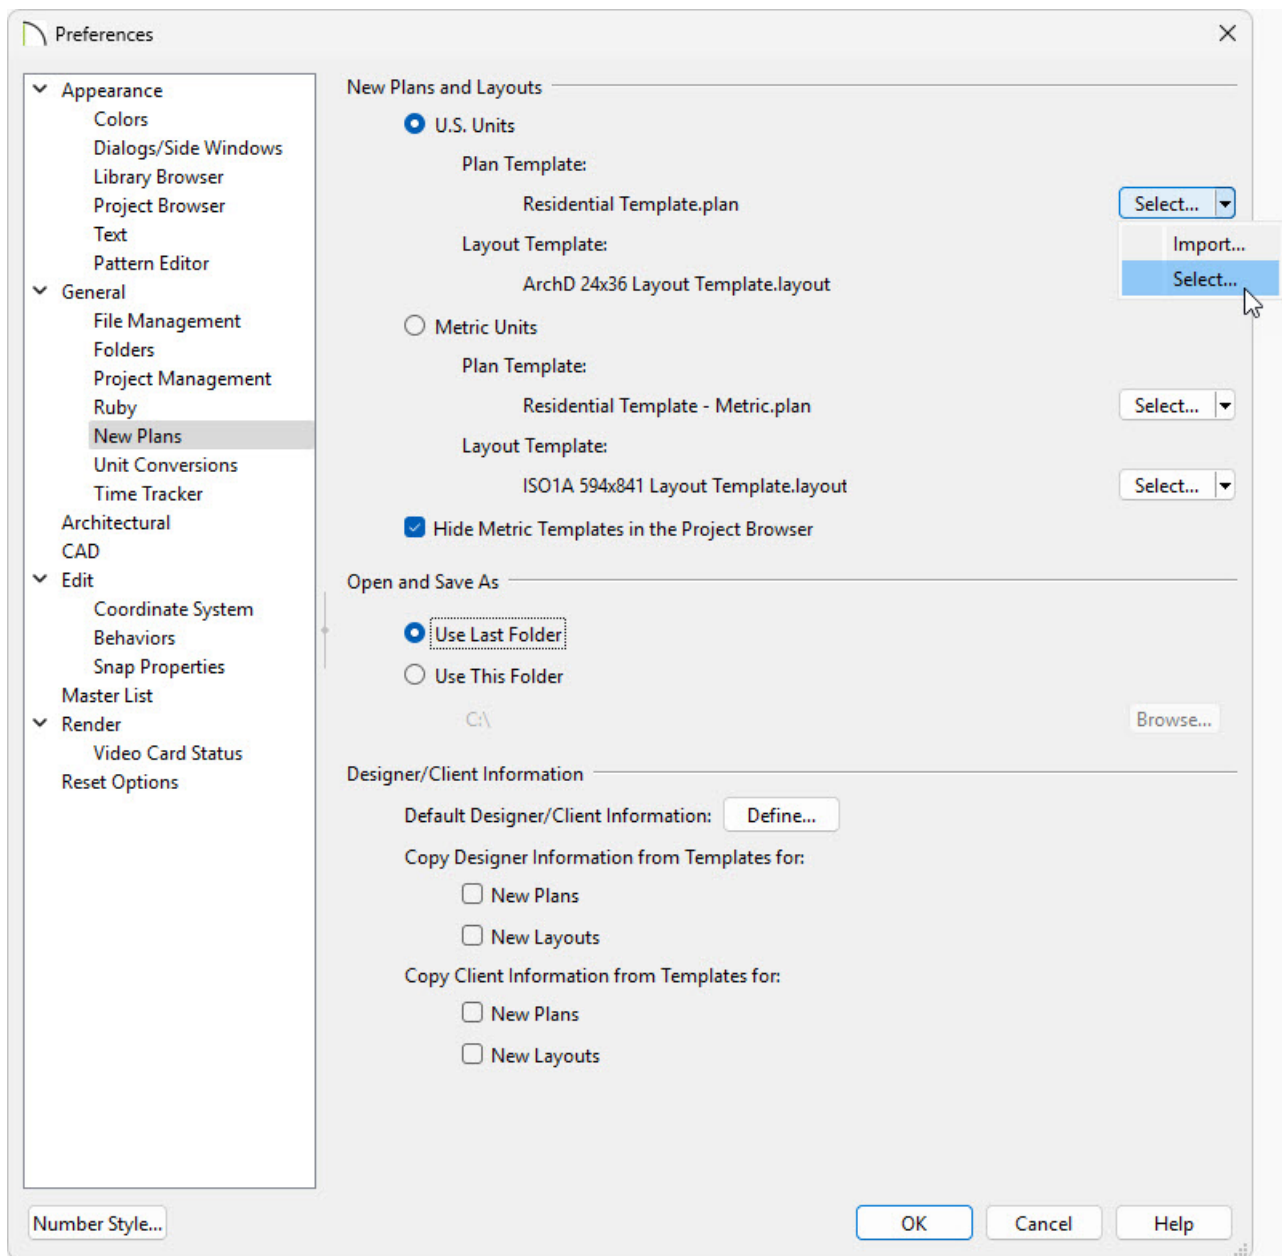 Preferences
Appearance
Colors
Dialogs/Side Windows
Library Browser
Project Browser
Text
Pattern Editor
General
File Management
Folders
Project Management
Ruby
New Plans
Unit Conversions
Time Tracker
Architectural
CAD
Edit
Coordinate System
Behaviors
Snap Properties
Master List
Render
Video Card Status
Reset Options
New Plans and Layouts
U.S. Units
Plan Template:
Residential Template.plan Select...
Import...
Select...
Layout Template:
ArchD 24x36 Layout Template.layout
Metric Units
Plan Template:
Residential Template - Metric.plan Select...
Layout Template:
ISO1A 594x841 Layout Template.layout Select...
Hide Metric Templates in the Project Browser
Open and Save As
Use Last Folder
Use This Folder
C:\ Browse...
Designer/Client Information
Default Designer/Client Information: Define...
Copy Designer Information from Templates for:
New Plans
New Layouts
Copy Client Information from Templates for:
New Plans
New Layouts
Number Style... OK Cancel Help